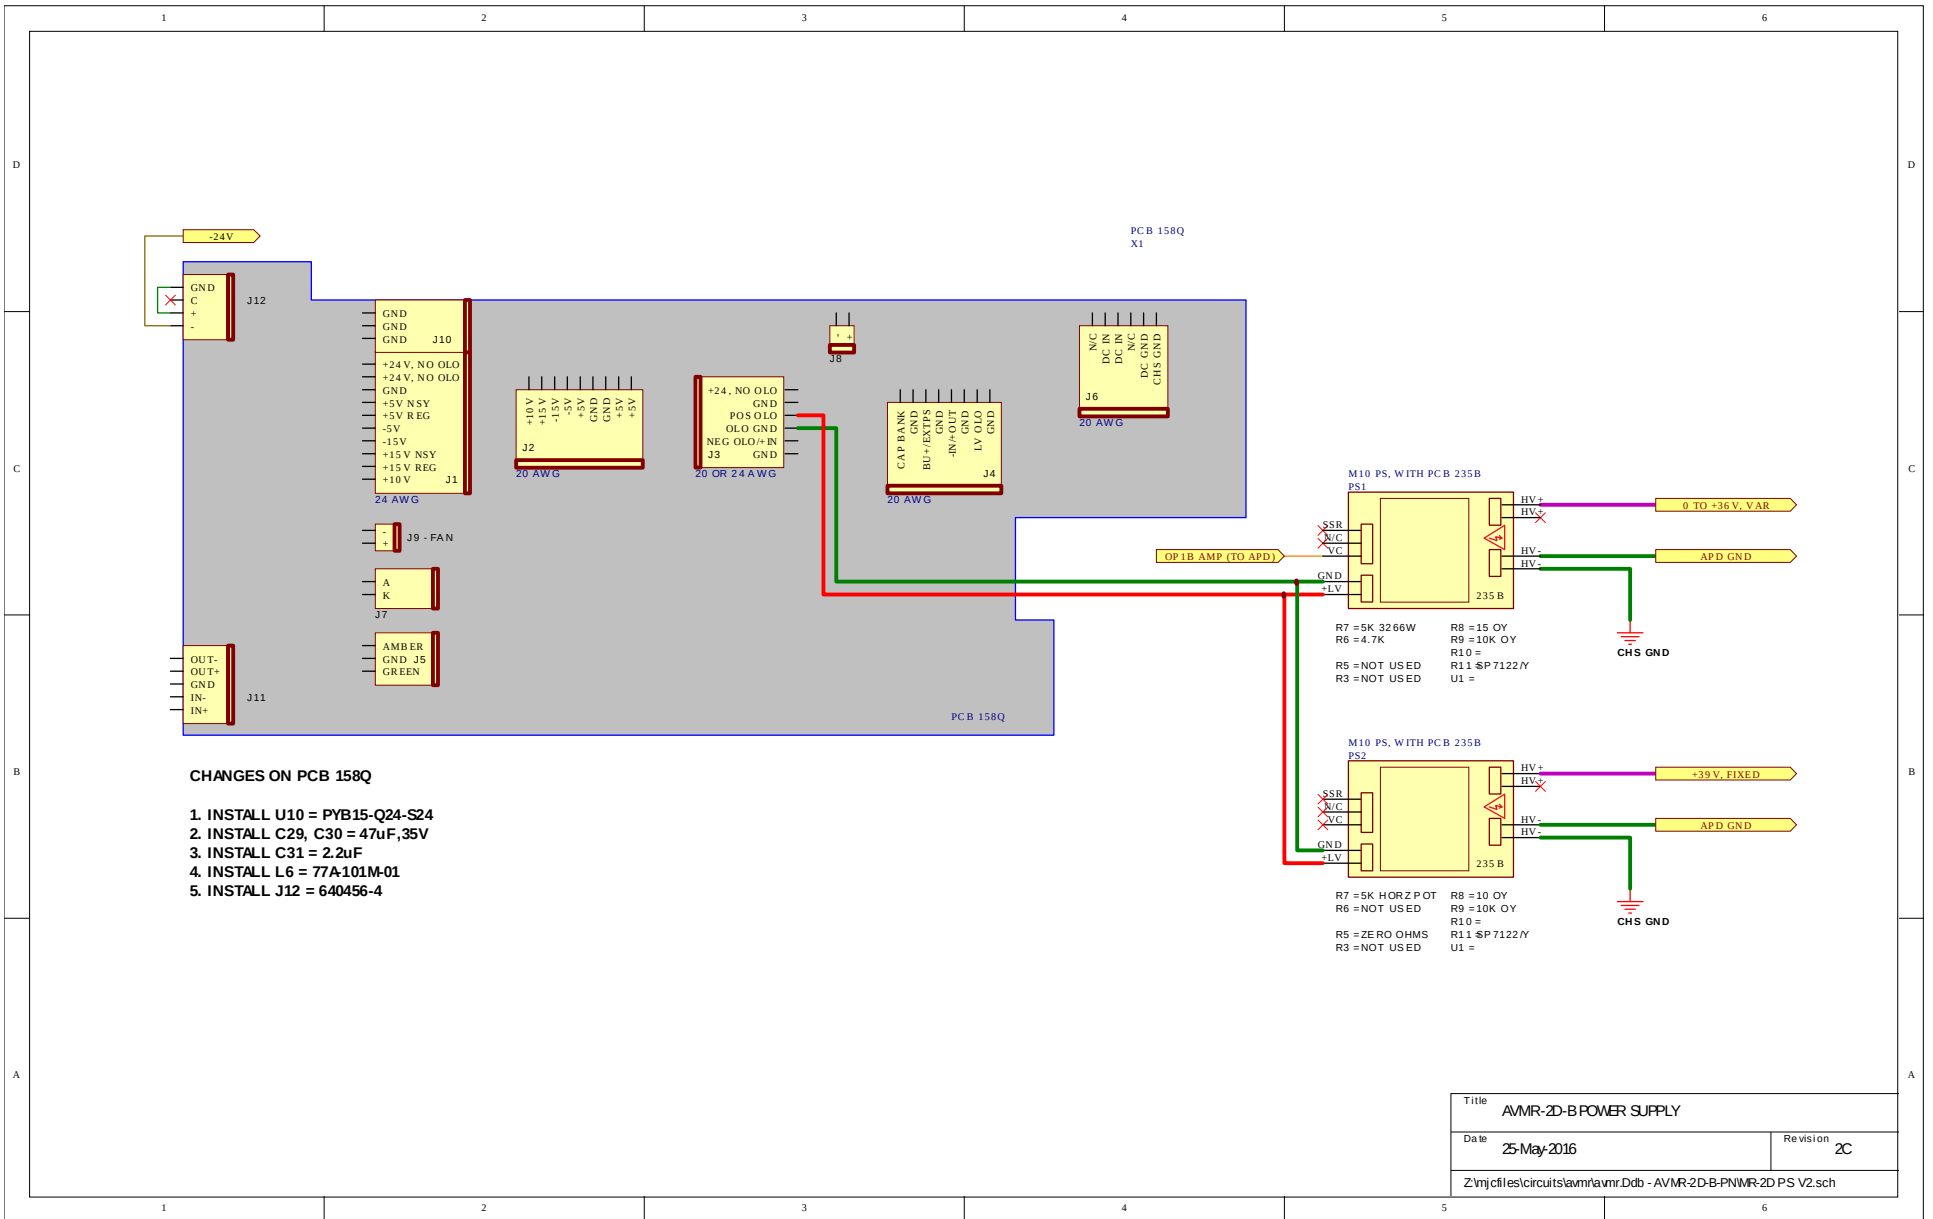 1 2 3 4 5 6
D D
-24V
PCB 158Q
X1
GND
C
+
-
J12
GND
GND
GND
J10
+24V, NO OLO
+24V, NO OLO
GND
+5V NSY
+5V REG
-5V
-15V
+15V NSY
+15V REG
+10V
J1
24 AWG
+10V
+15V
-15V
-5V
+5V
GND
GND
+5V
+5V
J2
20 AWG
+24, NO OLO
GND
POS OLO
OLO GND
NEG OLO/+IN
GND
J3
20 OR 24 AWG
- +
J8
CAP BANK
GND
BU+/EXTPS
GND
-IN/+OUT
GND
LV OLO
GND
J4
20 AWG
N/C
DC IN
DC IN
N/C
DC GND
CHS GND
J6
20 AWG
C C
-
+
J9 - FAN
A
K
J7
AMBER
GND
GREEN
J5
OUT-
OUT+
GND
IN-
IN+
J11
PCB 158Q
M10 PS, WITH PCB 235B
PS1
SSR
N/C
VC
GND
+LV
HV+
HV+
HV-
HV-
235B
OP1B AMP (TO APD)
0 TO +36V, VAR
APD GND
CHS GND
R7 = 5K 3266W R8 = 15 OY
R6 = 4.7K R9 = 10K OY
R10 =
R5 = NOT USED R11 = SP7122/Y
R3 = NOT USED U1 =
B B
M10 PS, WITH PCB 235B
PS2
SSR
N/C
VC
GND
+LV
HV+
HV+
HV-
HV-
235B
+39V, FIXED
APD GND
CHS GND
R7 = 5K HORZ POT R8 = 10 OY
R6 = NOT USED R9 = 10K OY
R10 =
R5 = ZERO OHMS R11 = SP7122/Y
R3 = NOT USED U1 =
CHANGES ON PCB 158Q
1. INSTALL U10 = PYB15-Q24-S24
2. INSTALL C29, C30 = 47uF,35V
3. INSTALL C31 = 2.2uF
4. INSTALL L6 = 77A-101M-01
5. INSTALL J12 = 640456-4
A A
Title AVMR-2D-B POWER SUPPLY
Date 25-May-2016 Revision 2C
Z:\mjcfiles\circuits\avmr\avmr.Ddb - AVMR-2D-B-PN\MR-2D PS V2.sch
1 2 3 4 5 6